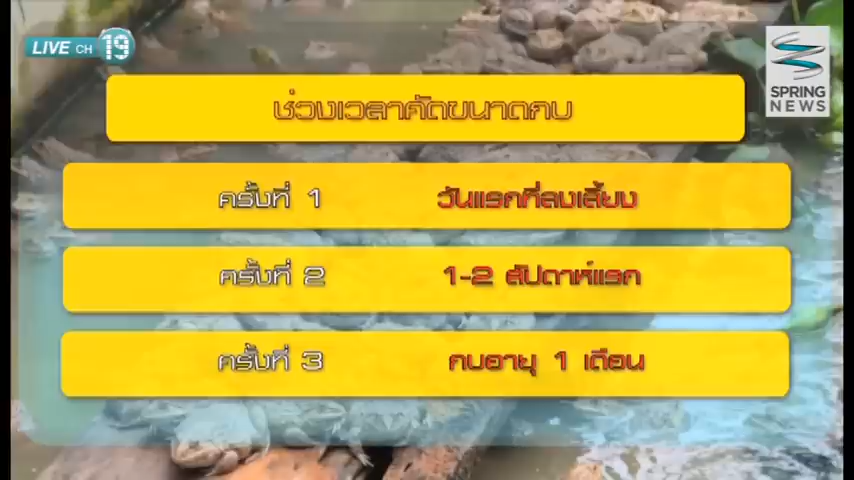 LIVE CH 19
SPRING
NEWS
ช่วงเวลาคัดขนาดกบ
ครั้งที่ 1 วันแรกที่ลงเลี้ยง
ครั้งที่ 2 1-2 สัปดาห์แรก
ครั้งที่ 3 กบอายุ 1 เดือน